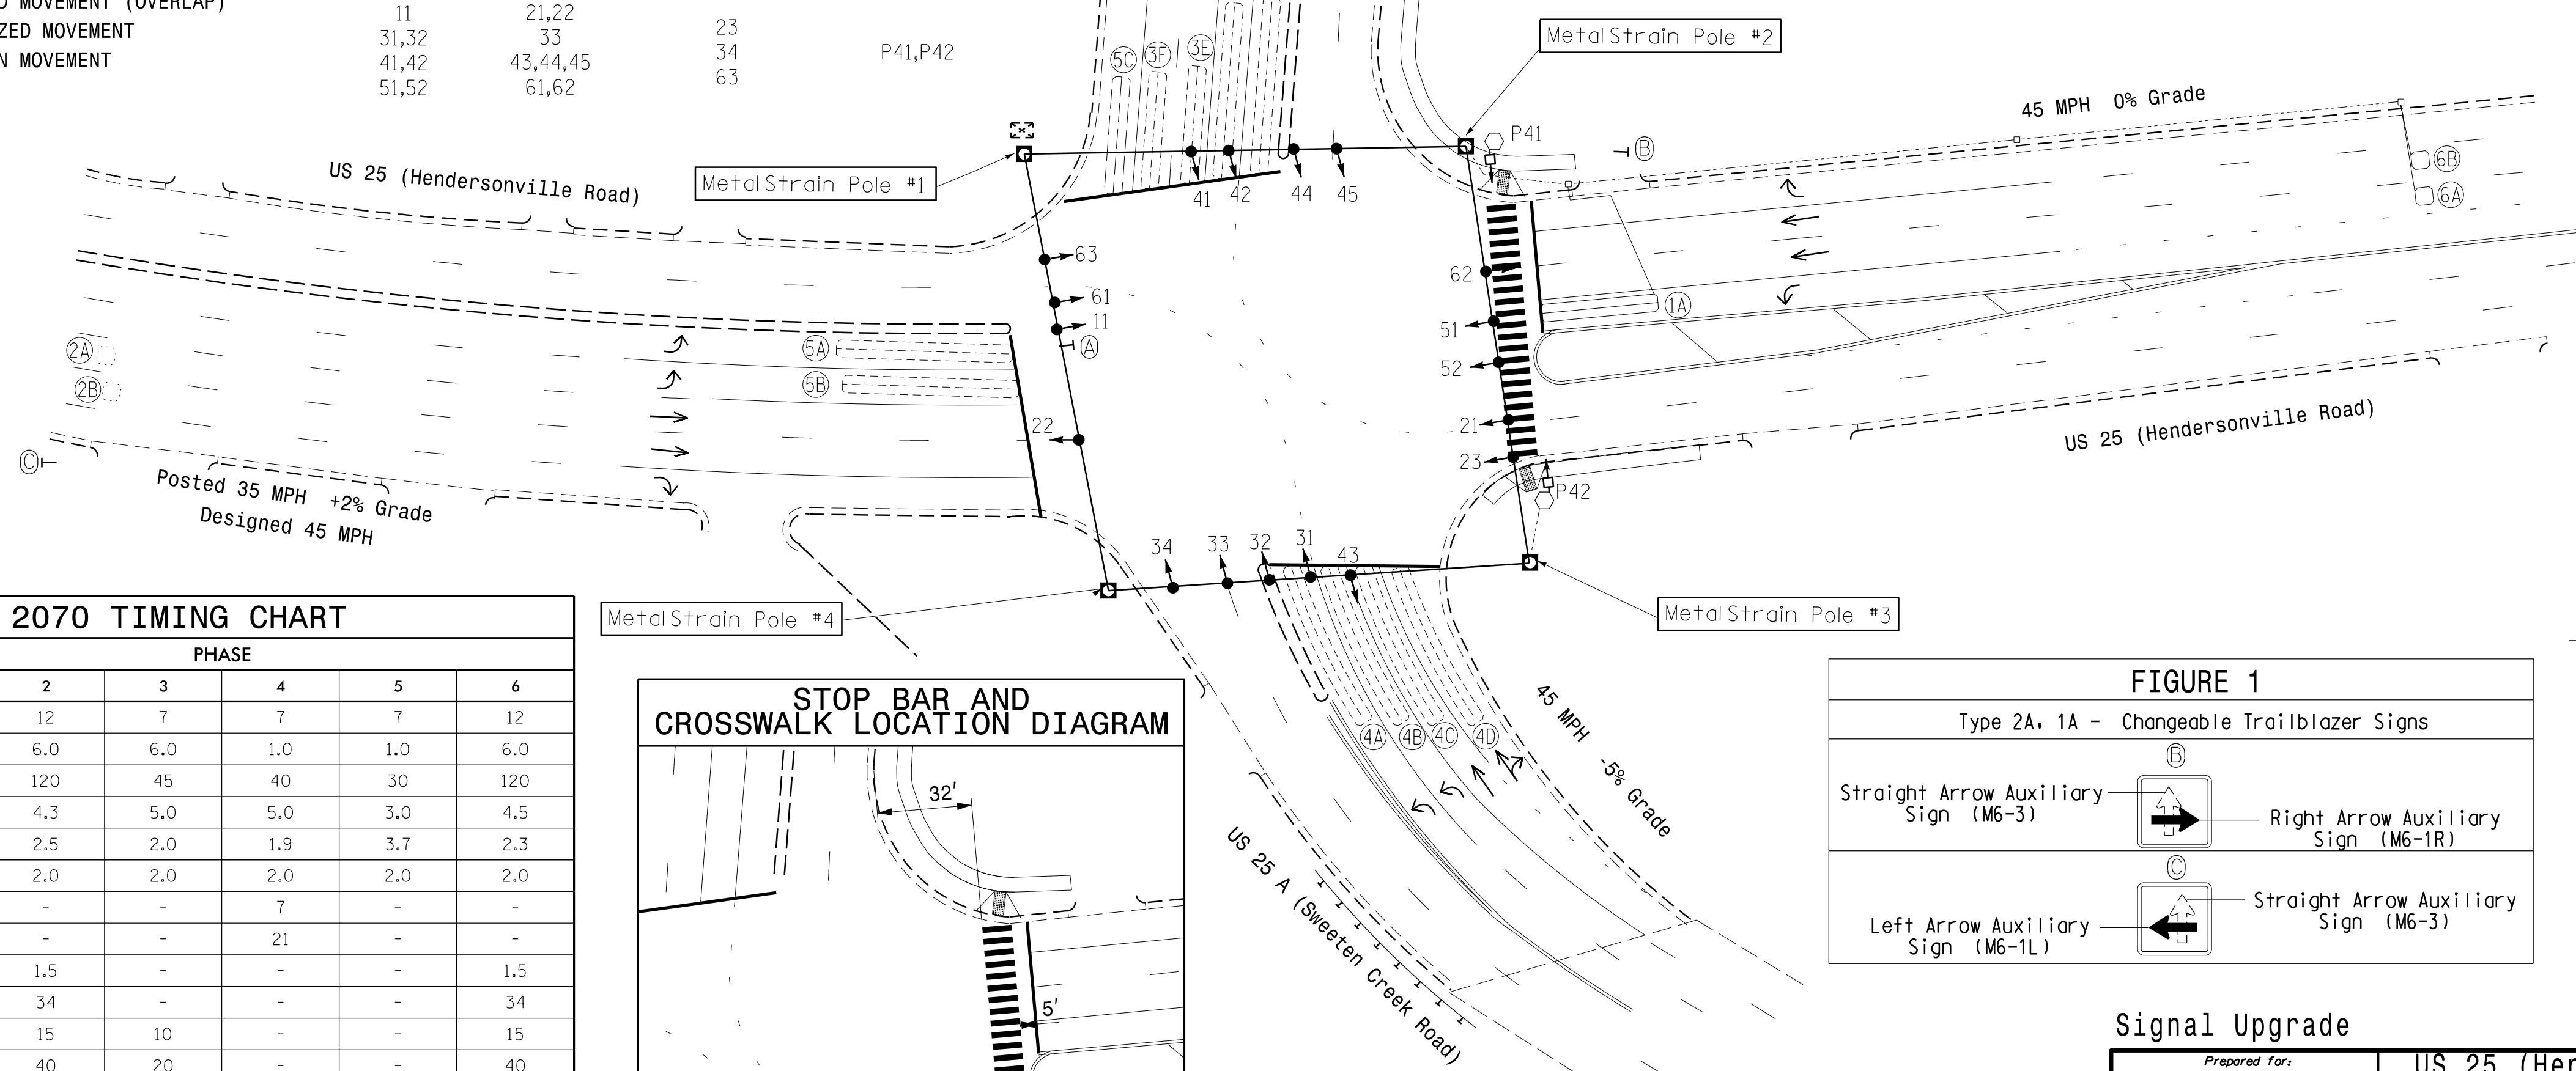 MOVEMENT (OVERLAP)
ZED MOVEMENT
N MOVEMENT
11 21,22
31,32 33 23
41,42 43,44,45 34 P41,P42
51,52 61,62 63
5C
3F
3E
Metal Strain Pole #2
P41
B
45 MPH 0% Grade
6B
6A
US 25 (Hendersonville Road)
Metal Strain Pole #1
41
42
44
45
63
61
11
A
62
1A
51
52
2A
2B
5A
5B
22
21
23
P42
US 25 (Hendersonville Road)
C
Posted 35 MPH +2% Grade
Designed 45 MPH
34
33
32
31
43
Metal Strain Pole #4
Metal Strain Pole #3
2070 TIMING CHART
PHASE
2 3 4 5 6
12 7 7 7 12
6.0 6.0 1.0 1.0 6.0
120 45 40 30 120
4.3 5.0 5.0 3.0 4.5
2.5 2.0 1.9 3.7 2.3
2.0 2.0 2.0 2.0 2.0
- - 7 - -
- - 21 - -
1.5 - - - 1.5
34 - - - 34
15 10 - - 15
40 20 - - 40
STOP BAR AND
CROSSWALK LOCATION DIAGRAM
32'
5'
4A
4B
4C
4D
45 MPH -5% Grade
US 25 A (Sweeten Creek Road)
FIGURE 1
Type 2A, 1A - Changeable Trailblazer Signs
B
Straight Arrow Auxiliary
Sign (M6-3)
Right Arrow Auxiliary
Sign (M6-1R)
C
Straight Arrow Auxiliary
Sign (M6-3)
Left Arrow Auxiliary
Sign (M6-1L)
Signal Upgrade
Prepared for:
US 25 (Her